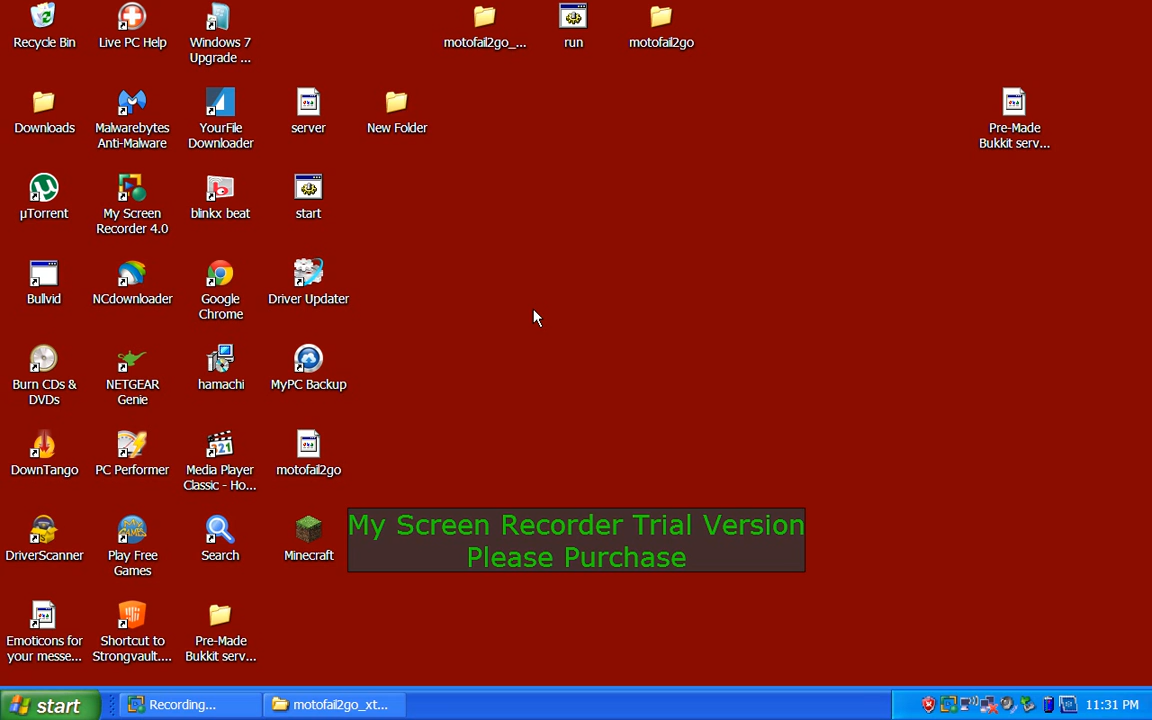 Recycle Bin
Live PC Help
Windows 7
Upgrade ...
motofail2go_...
run
motofail2go
Downloads
Malwarebytes
Anti-Malware
YourFile
Downloader
server
New Folder
Pre-Made
Bukkit serv...
µTorrent
My Screen
Recorder 4.0
blinkx beat
start
Bullvid
NCdownloader
Google
Chrome
Driver Updater
Burn CDs &
DVDs
NETGEAR
Genie
hamachi
MyPC Backup
DownTango
PC Performer
Media Player
Classic - Ho...
motofail2go
DriverScanner
Play Free
Games
Search
Minecraft
My Screen Recorder Trial Version
Please Purchase
Emoticons for
your messe...
Shortcut to
Strongvault....
Pre-Made
Bukkit serv...
start
Recording...
motofail2go_xt...
11:31 PM